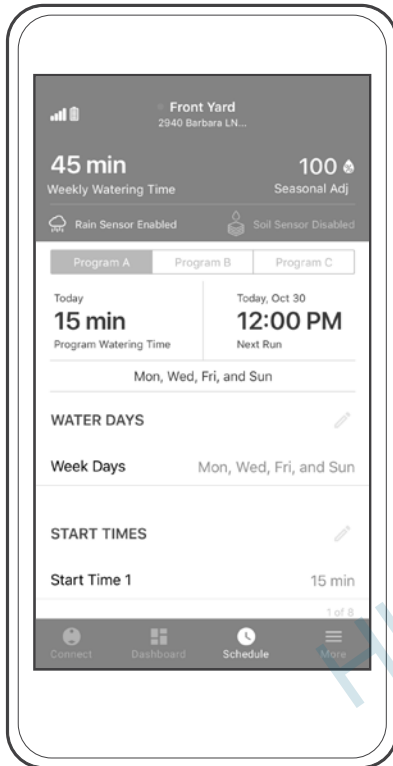 Front Yard
2940 Barbara LN...
45 min
100
Weekly Watering Time
Seasonal Adj
Rain Sensor Enabled
Soil Sensor Disabled
Program A
Program B
Program C
Today
15 min
Program Watering Time
Today, Oct 30
12:00 PM
Next Run
Mon, Wed, Fri, and Sun
WATER DAYS
Week Days
Mon, Wed, Fri, and Sun
START TIMES
Start Time 1
15 min
1 of 8
Connect
Dashboard
Schedule
More